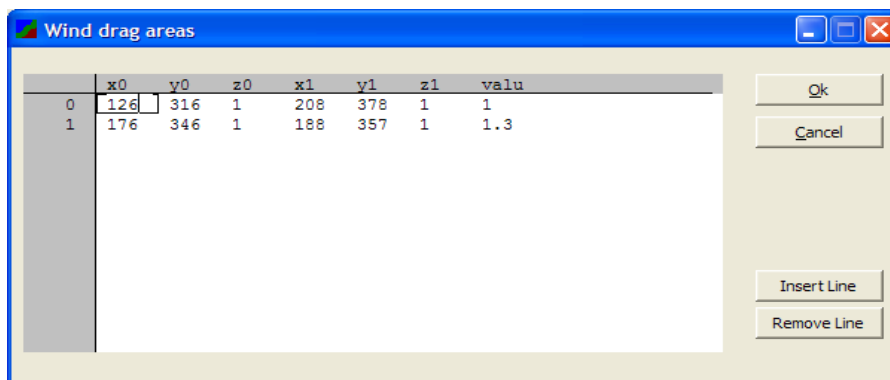 Wind drag areas
x0 y0 z0 x1 y1 z1 valu
0 126 316 1 208 378 1 1
1 176 346 1 188 357 1 1.3
Ok
Cancel
Insert Line
Remove Line